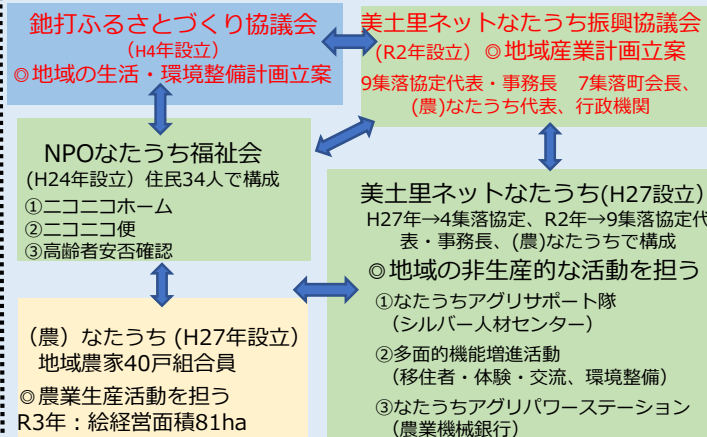 鉇打ふるさとづくり協議会
(H4年設立)
◎地域の生活・環境整備計画立案
美土里ネットなたうち振興協議会
(R2年設立) ◎地域産業計画立案
9集落協定代表・事務長 7集落町会長、
(農)なたうち代表、行政機関
NPOなたうち福祉会
(H24年設立) 住民34人で構成
①ニコニコホーム
②ニコニコ便
③高齢者安否確認
美土里ネットなたうち(H27設立)
H27年→4集落協定、R2年→9集落協定代
表・事務長、(農)なたうちで構成
◎地域の非生産的な活動を担う
①なたうちアグリサポート隊
(シルバー人材センター)
②多面的機能増進活動
(移住者・体験・交流、環境整備)
③なたうちアグリパワーステーション
(農業機械銀行)
(農)なたうち (H27年設立)
地域農家40戸組合員
◎農業生産活動を担う
R3年：絵経営面積81ha